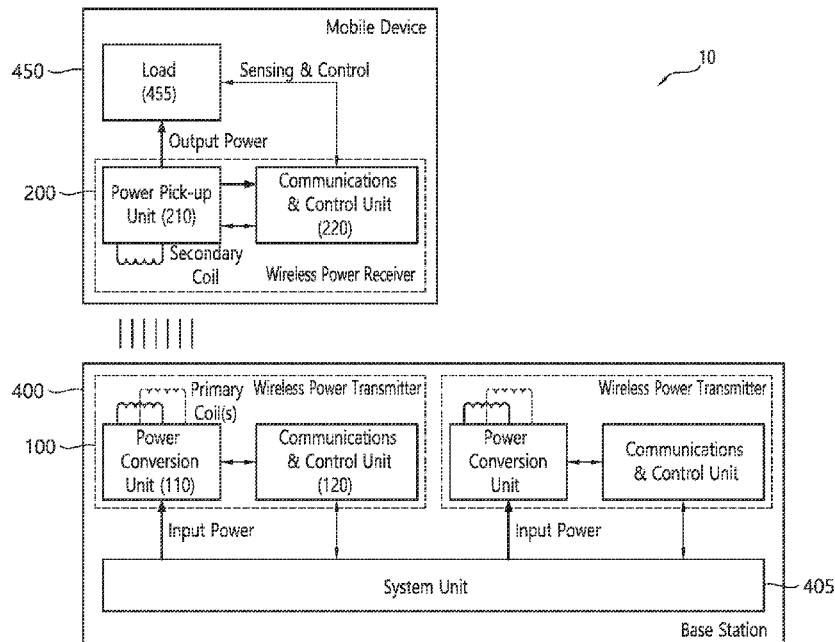 Mobile Device
10
450
Load
(455)
Sensing & Control
Output Power
200
Power Pick-up
Unit (210)
Communications
& Control Unit
(220)
Secondary
Coil
Wireless Power Receiver
400
Primary
Coil(s)
Wireless Power Transmitter
Wireless Power Transmitter
100
Power
Conversion
Unit (110)
Communications
& Control Unit
(120)
Power
Conversion
Unit
Communications
& Control Unit
Input Power
Input Power
System Unit
405
Base Station